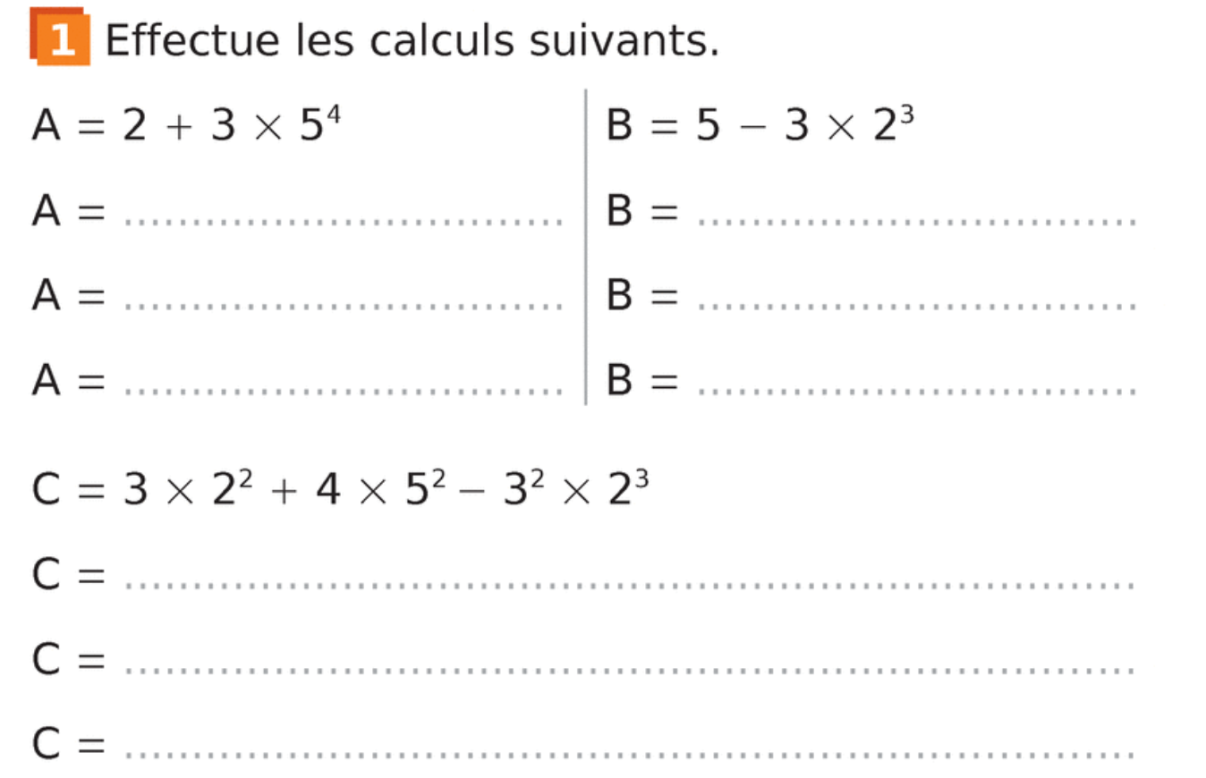 1 Effectue les calculs suivants.
A = 2 + 3 × 5⁴
A = ................................
A = ................................
A = ................................
B = 5 − 3 × 2³
B = ................................
B = ................................
B = ................................
C = 3 × 2² + 4 × 5² − 3² × 2³
C = ..........................................................................
C = ..........................................................................
C = ..........................................................................